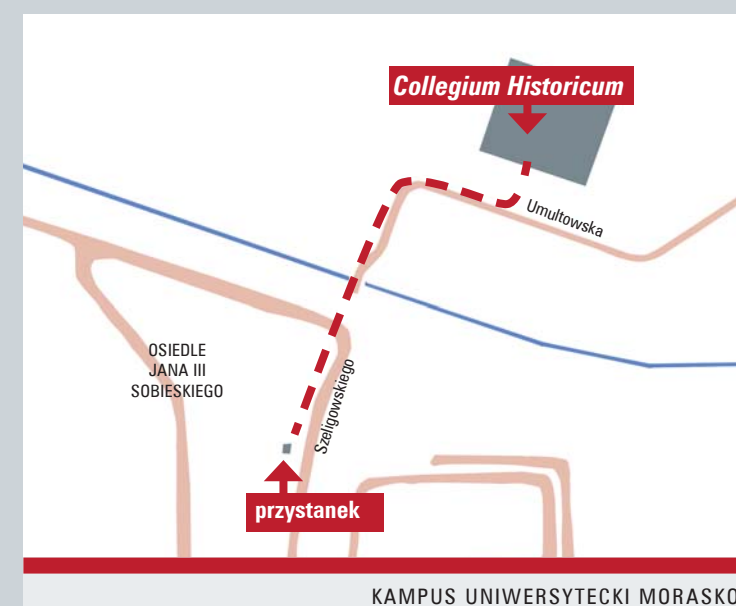 Collegium Historicum
Umultowska
OSIEDLE
JANA III
SOBIESKIEGO
Szeligowskiego
przystanek
KAMPUS UNIWERSYTECKI MORASKO